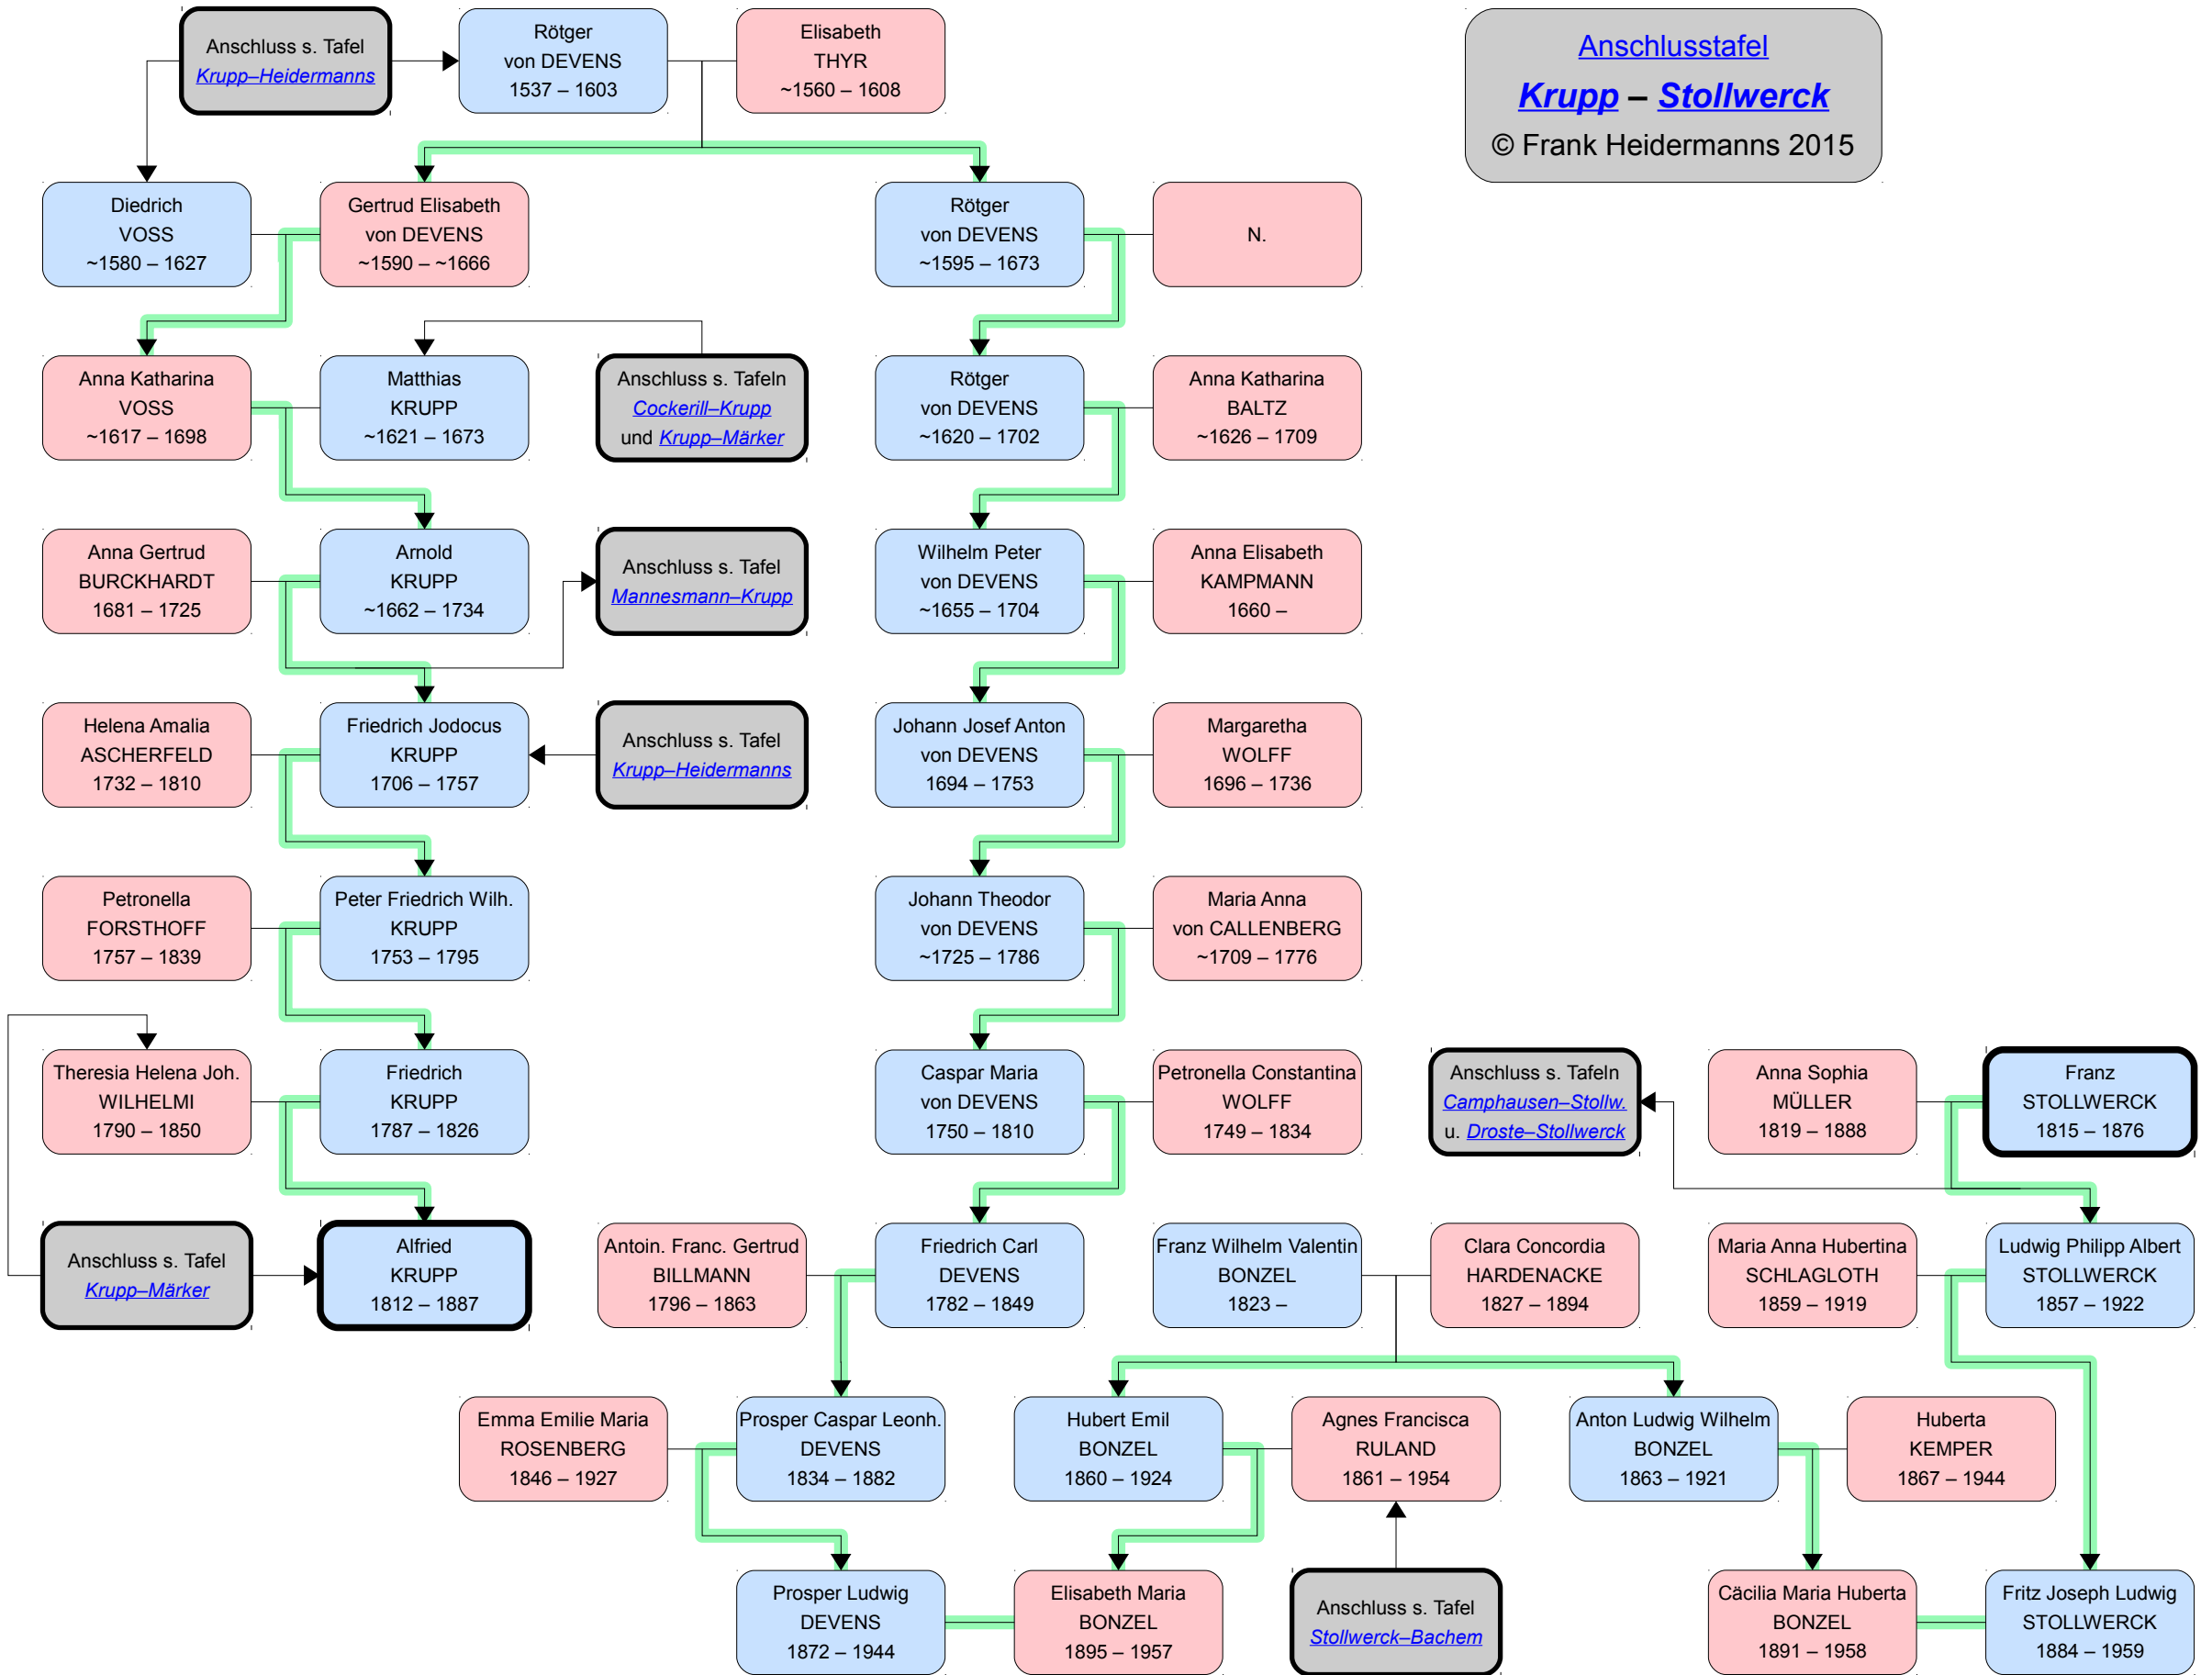 Anschluss s. Tafel
Krupp–Heidermanns
Rötger
von DEVENS
1537 – 1603
Elisabeth
THYR
~1560 – 1608
Anschlusstafel
Krupp – Stollwerck
© Frank Heidermanns 2015
Diedrich
VOSS
~1580 – 1627
Gertrud Elisabeth
von DEVENS
~1590 – ~1666
Rötger
von DEVENS
~1595 – 1673
N.
Anna Katharina
VOSS
~1617 – 1698
Matthias
KRUPP
~1621 – 1673
Anschluss s. Tafeln
Cockerill–Krupp
und Krupp–Märker
Rötger
von DEVENS
~1620 – 1702
Anna Katharina
BALTZ
~1626 – 1709
Anna Gertrud
BURCKHARDT
1681 – 1725
Arnold
KRUPP
~1662 – 1734
Anschluss s. Tafel
Mannesmann–Krupp
Wilhelm Peter
von DEVENS
~1655 – 1704
Anna Elisabeth
KAMPMANN
1660 –
Helena Amalia
ASCHERFELD
1732 – 1810
Friedrich Jodocus
KRUPP
1706 – 1757
Anschluss s. Tafel
Krupp–Heidermanns
Johann Josef Anton
von DEVENS
1694 – 1753
Margaretha
WOLFF
1696 – 1736
Petronella
FORSTHOFF
1757 – 1839
Peter Friedrich Wilh.
KRUPP
1753 – 1795
Johann Theodor
von DEVENS
~1725 – 1786
Maria Anna
von CALLENBERG
~1709 – 1776
Theresia Helena Joh.
WILHELMI
1790 – 1850
Friedrich
KRUPP
1787 – 1826
Caspar Maria
von DEVENS
1750 – 1810
Petronella Constantina
WOLFF
1749 – 1834
Anschluss s. Tafeln
Camphausen–Stollw.
u. Droste–Stollwerck
Anna Sophia
MÜLLER
1819 – 1888
Franz
STOLLWERCK
1815 – 1876
Anschluss s. Tafel
Krupp–Märker
Alfried
KRUPP
1812 – 1887
Antoin. Franc. Gertrud
BILLMANN
1796 – 1863
Friedrich Carl
DEVENS
1782 – 1849
Franz Wilhelm Valentin
BONZEL
1823 –
Clara Concordia
HARDENACKE
1827 – 1894
Maria Anna Hubertina
SCHLAGLOTH
1859 – 1919
Ludwig Philipp Albert
STOLLWERCK
1857 – 1922
Emma Emilie Maria
ROSENBERG
1846 – 1927
Prosper Caspar Leonh.
DEVENS
1834 – 1882
Hubert Emil
BONZEL
1860 – 1924
Agnes Francisca
RULAND
1861 – 1954
Anton Ludwig Wilhelm
BONZEL
1863 – 1921
Huberta
KEMPER
1867 – 1944
Prosper Ludwig
DEVENS
1872 – 1944
Elisabeth Maria
BONZEL
1895 – 1957
Anschluss s. Tafel
Stollwerck–Bachem
Cäcilia Maria Huberta
BONZEL
1891 – 1958
Fritz Joseph Ludwig
STOLLWERCK
1884 – 1959